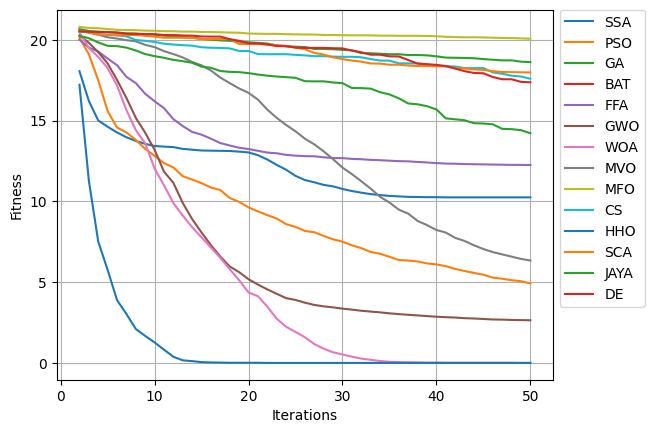 20
15
10
5
0
Fitness
0 10 20 30 40 50
Iterations
SSA
PSO
GA
BAT
FFA
GWO
WOA
MVO
MFO
CS
HHO
SCA
JAYA
DE